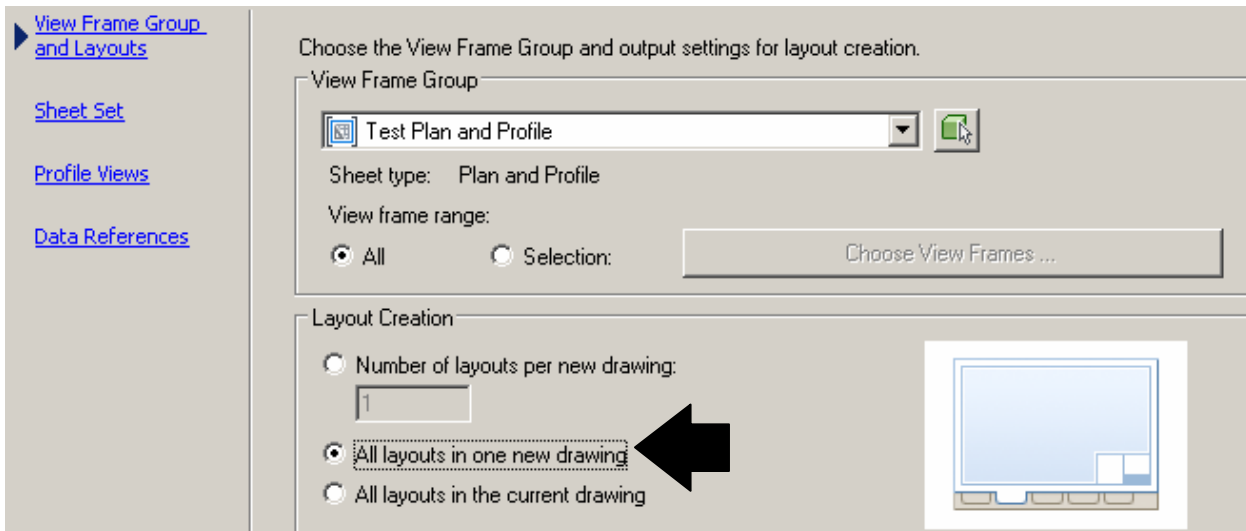 View Frame Group
and Layouts
Sheet Set
Profile Views
Data References
Choose the View Frame Group and output settings for layout creation.
View Frame Group
Test Plan and Profile
Sheet type: Plan and Profile
View frame range:
All Selection: Choose View Frames ...
Layout Creation
Number of layouts per new drawing:
1
All layouts in one new drawing
All layouts in the current drawing